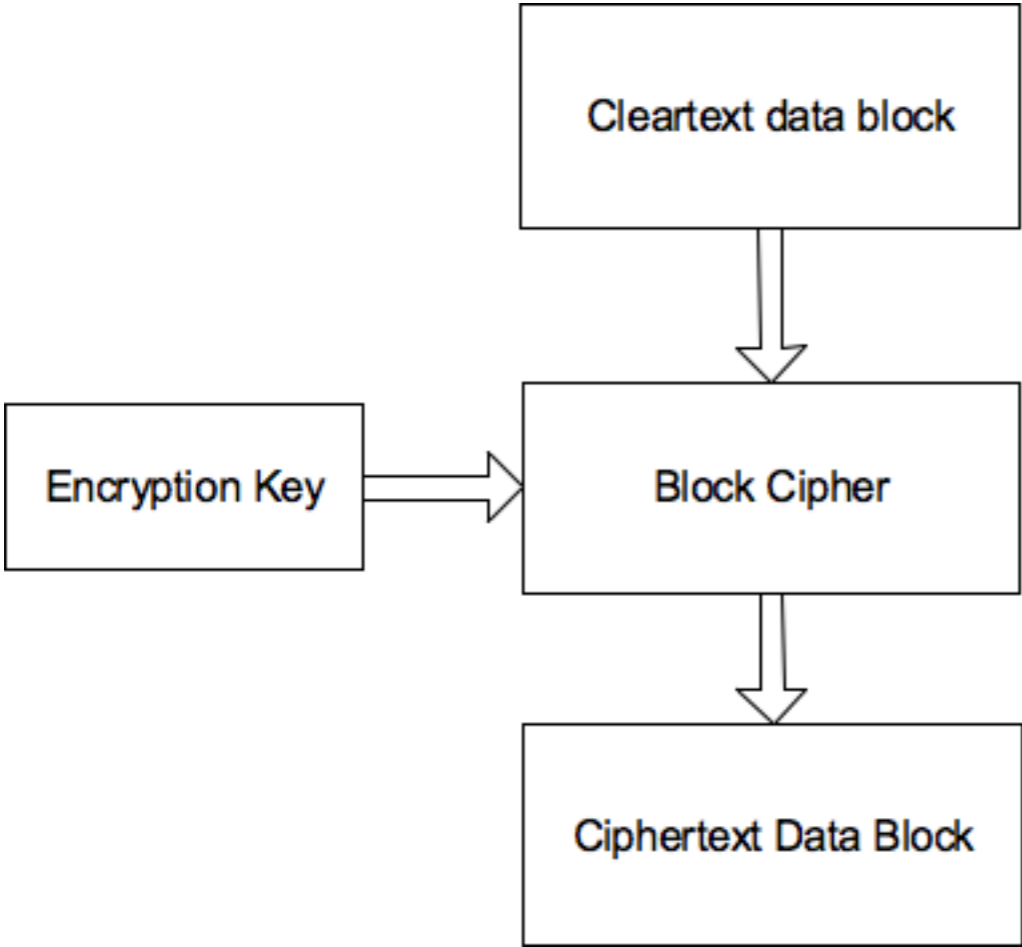 Cleartext data block
Encryption Key
Block Cipher
Ciphertext Data Block